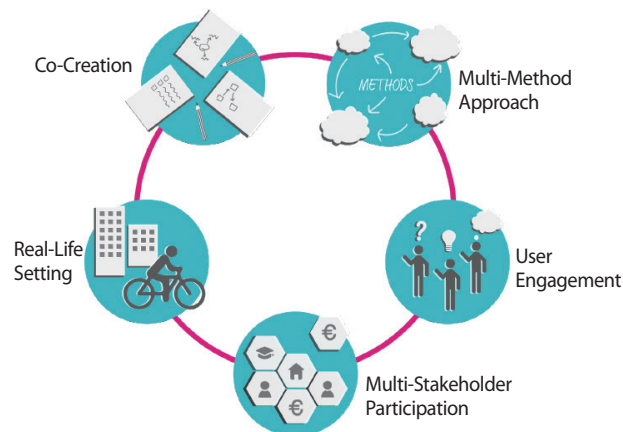 Co-Creation
Multi-Method
Approach
METHODS
Real-Life
Setting
?
User
Engagement
€
€
Multi-Stakeholder
Participation